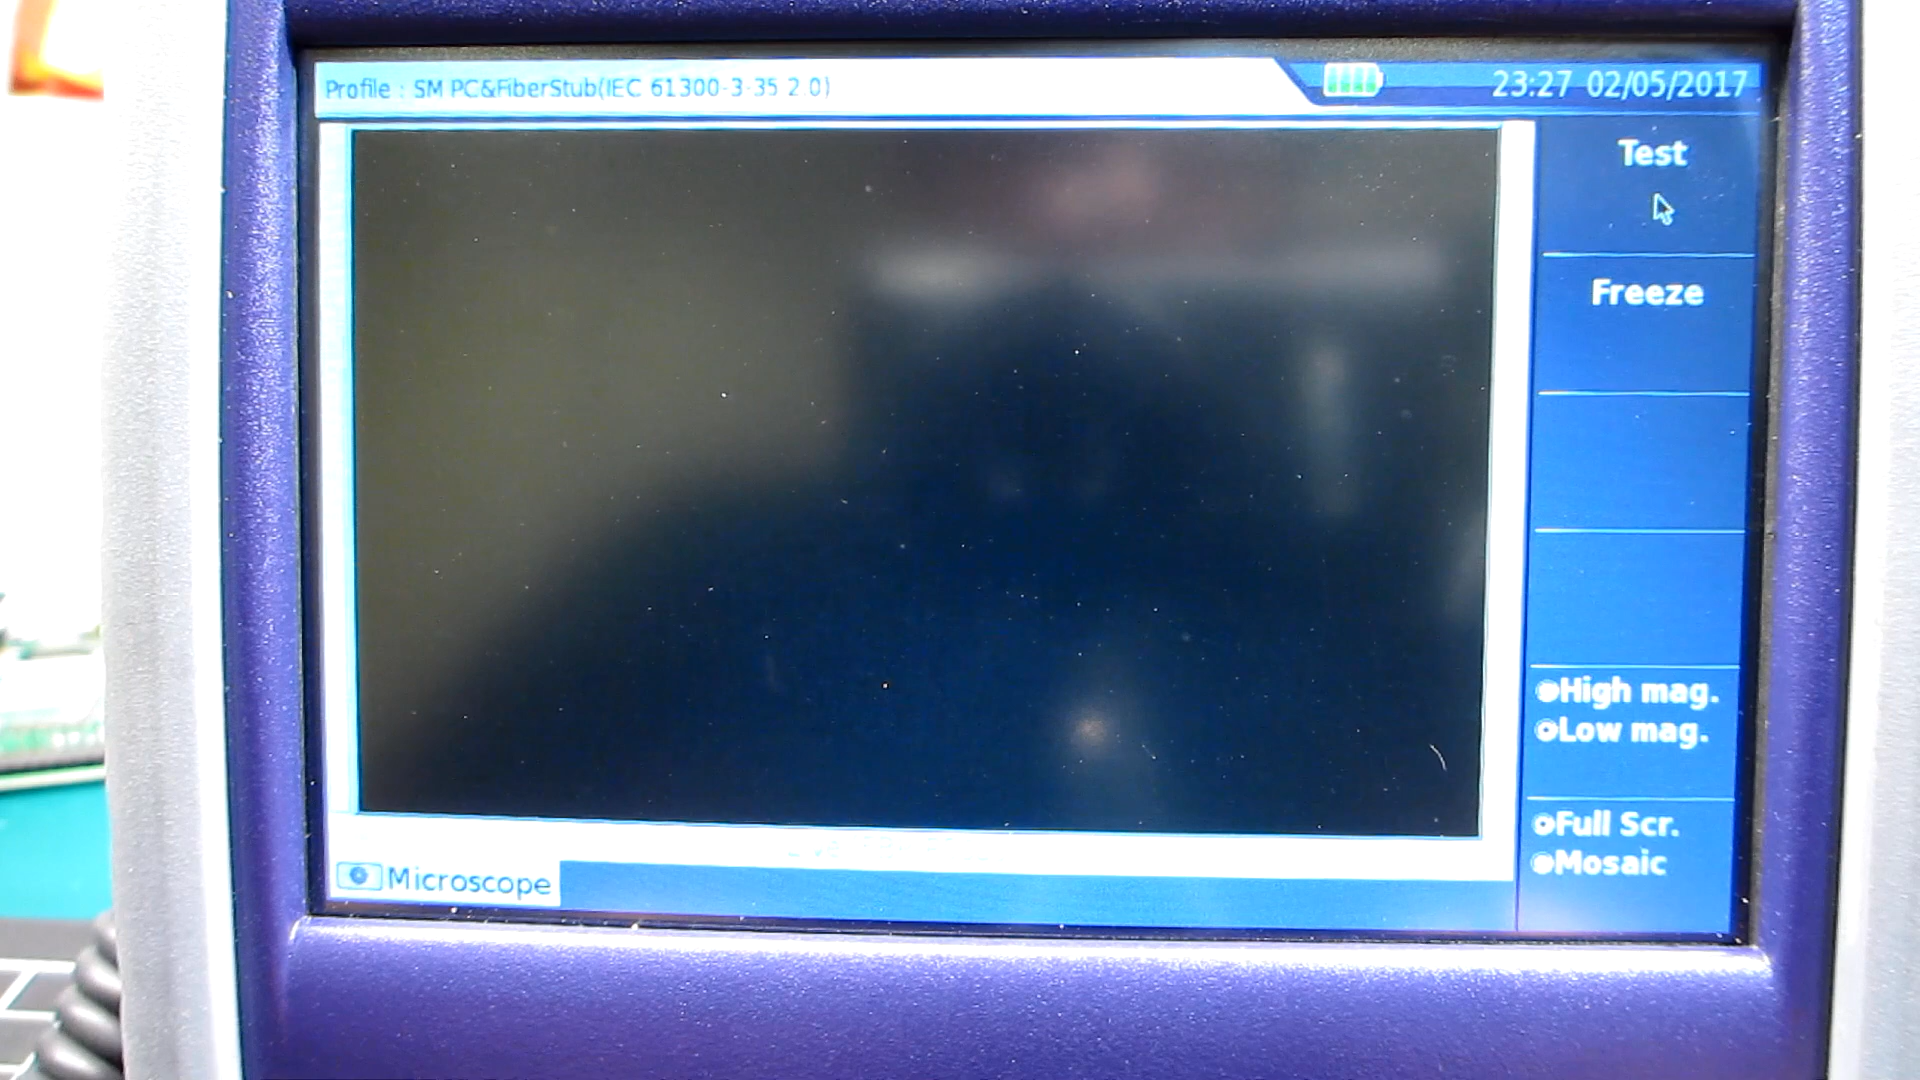 Profile : SM PC&FiberStub(IEC 61300-3-35 2.0)
23:27 02/05/2017
Test
Freeze
High mag.
Low mag.
Full Scr.
Mosaic
Microscope